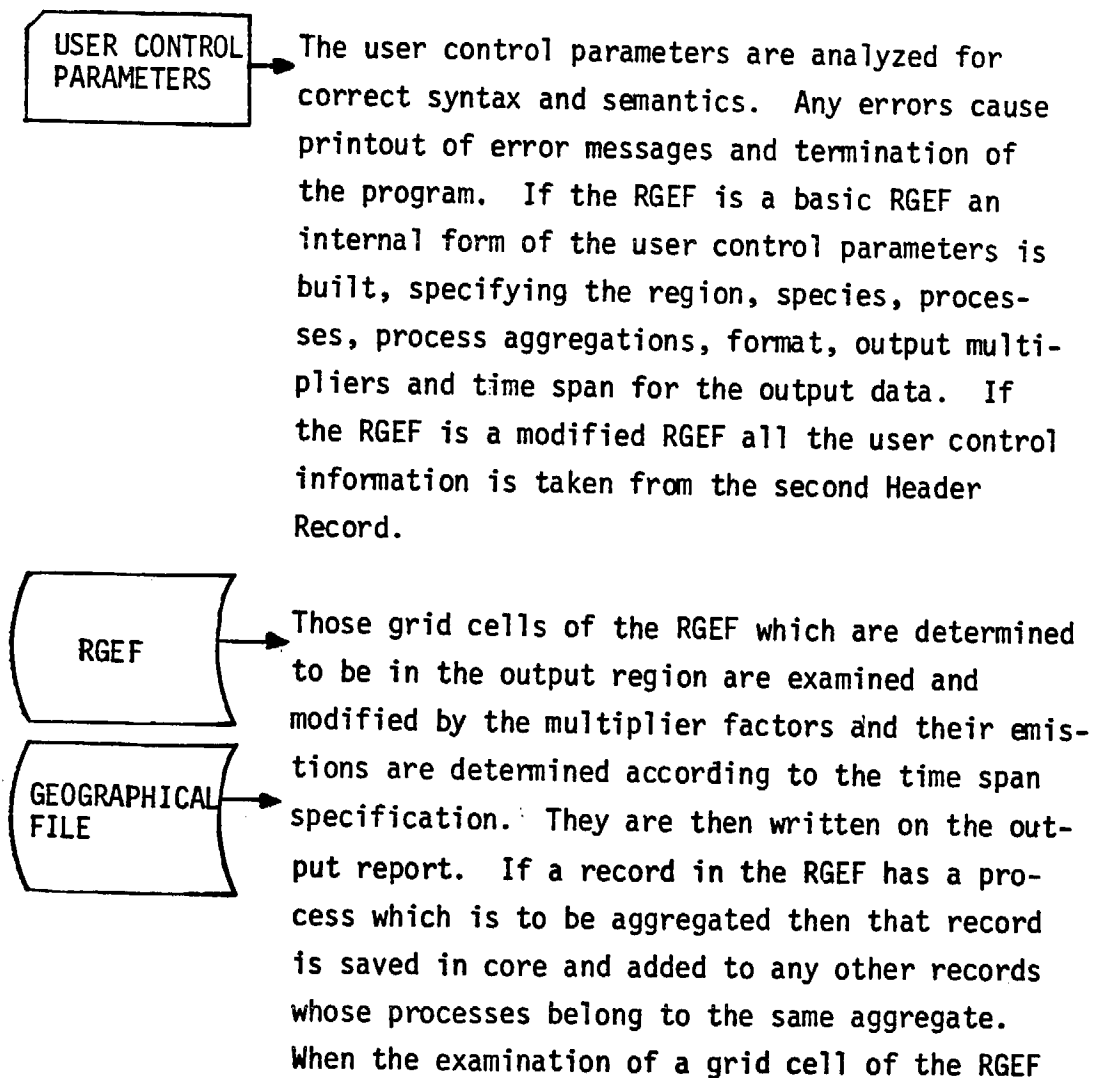 USER CONTROL
PARAMETERS
The user control parameters are analyzed for
correct syntax and semantics. Any errors cause
printout of error messages and termination of
the program. If the RGEF is a basic RGEF an
internal form of the user control parameters is
built, specifying the region, species, proces-
ses, process aggregations, format, output multi-
pliers and time span for the output data. If
the RGEF is a modified RGEF all the user control
information is taken from the second Header
Record.
RGEF
Those grid cells of the RGEF which are determined
to be in the output region are examined and
modified by the multiplier factors and their emis-
tions are determined according to the time span
GEOGRAPHICAL
FILE
specification. They are then written on the out-
put report. If a record in the RGEF has a pro-
cess which is to be aggregated then that record
is saved in core and added to any other records
whose processes belong to the same aggregate.
When the examination of a grid cell of the RGEF